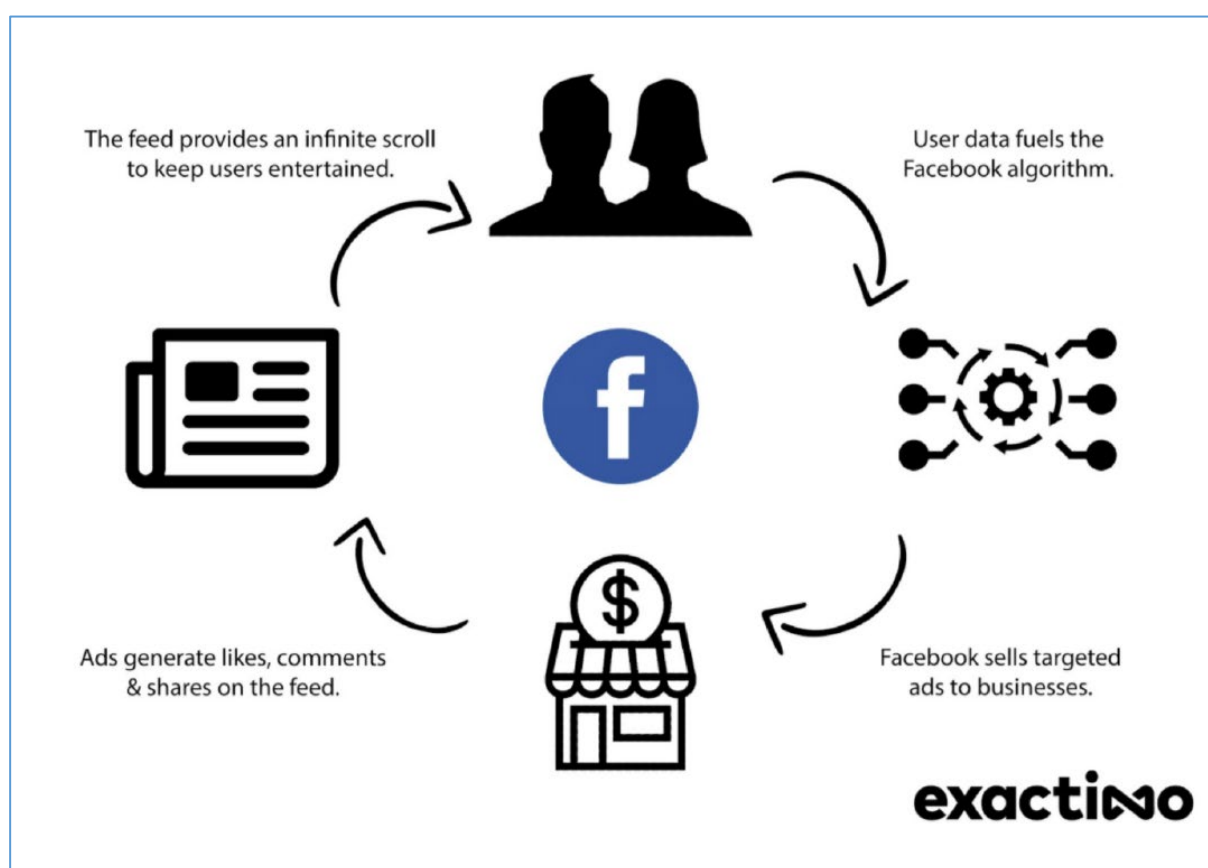 The feed provides an infinite scroll
to keep users entertained.
User data fuels the
Facebook algorithm.
f
$
Ads generate likes, comments
& shares on the feed.
Facebook sells targeted
ads to businesses.
exactimo